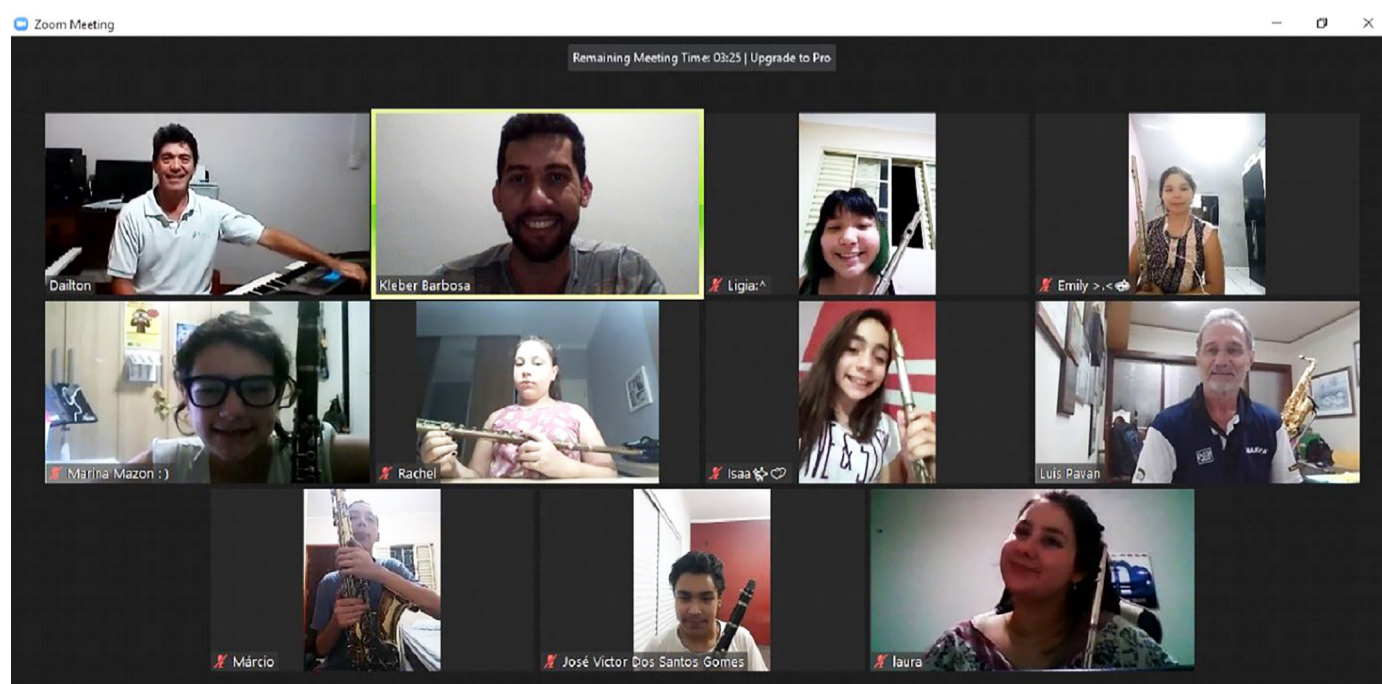 Zoom Meeting
Remaining Meeting Time: 03:25 | Upgrade to Pro
Dailton
Kleber Barbosa
Ligia:^
Emily >.<
Marina Mazon : )
Rachel
Isaa
Luis Pavan
Márcio
José Victor Dos Santos Gomes
laura